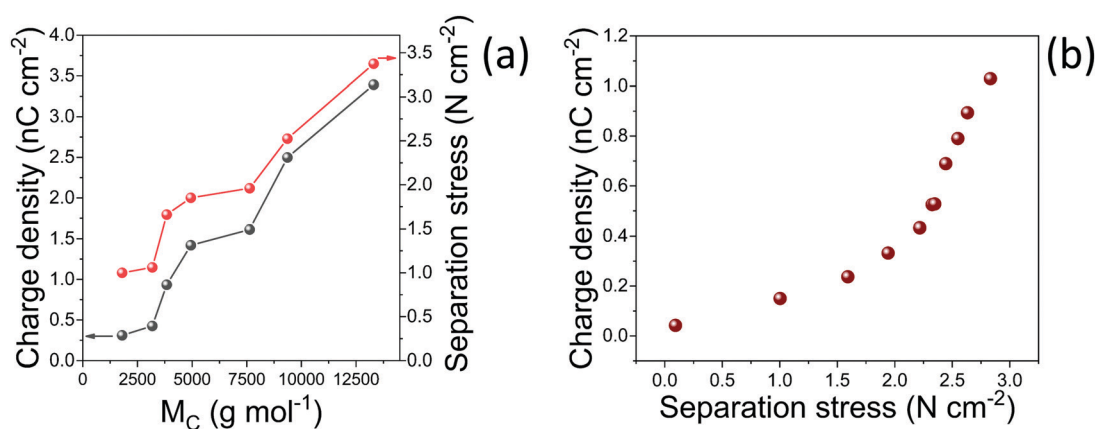 (a)
Charge density (nC cm⁻²)
4.0
3.5
3.0
2.5
2.0
1.5
1.0
0.5
0.0
0 2500 5000 7500 10000 12500
M_C (g mol⁻¹)
3.5
3.0
2.5
2.0
1.5
1.0
0.5
0.0
Separation stress (N cm⁻²)
(b)
Charge density (nC cm⁻²)
1.2
1.0
0.8
0.6
0.4
0.2
0.0
0.0 0.5 1.0 1.5 2.0 2.5 3.0
Separation stress (N cm⁻²)